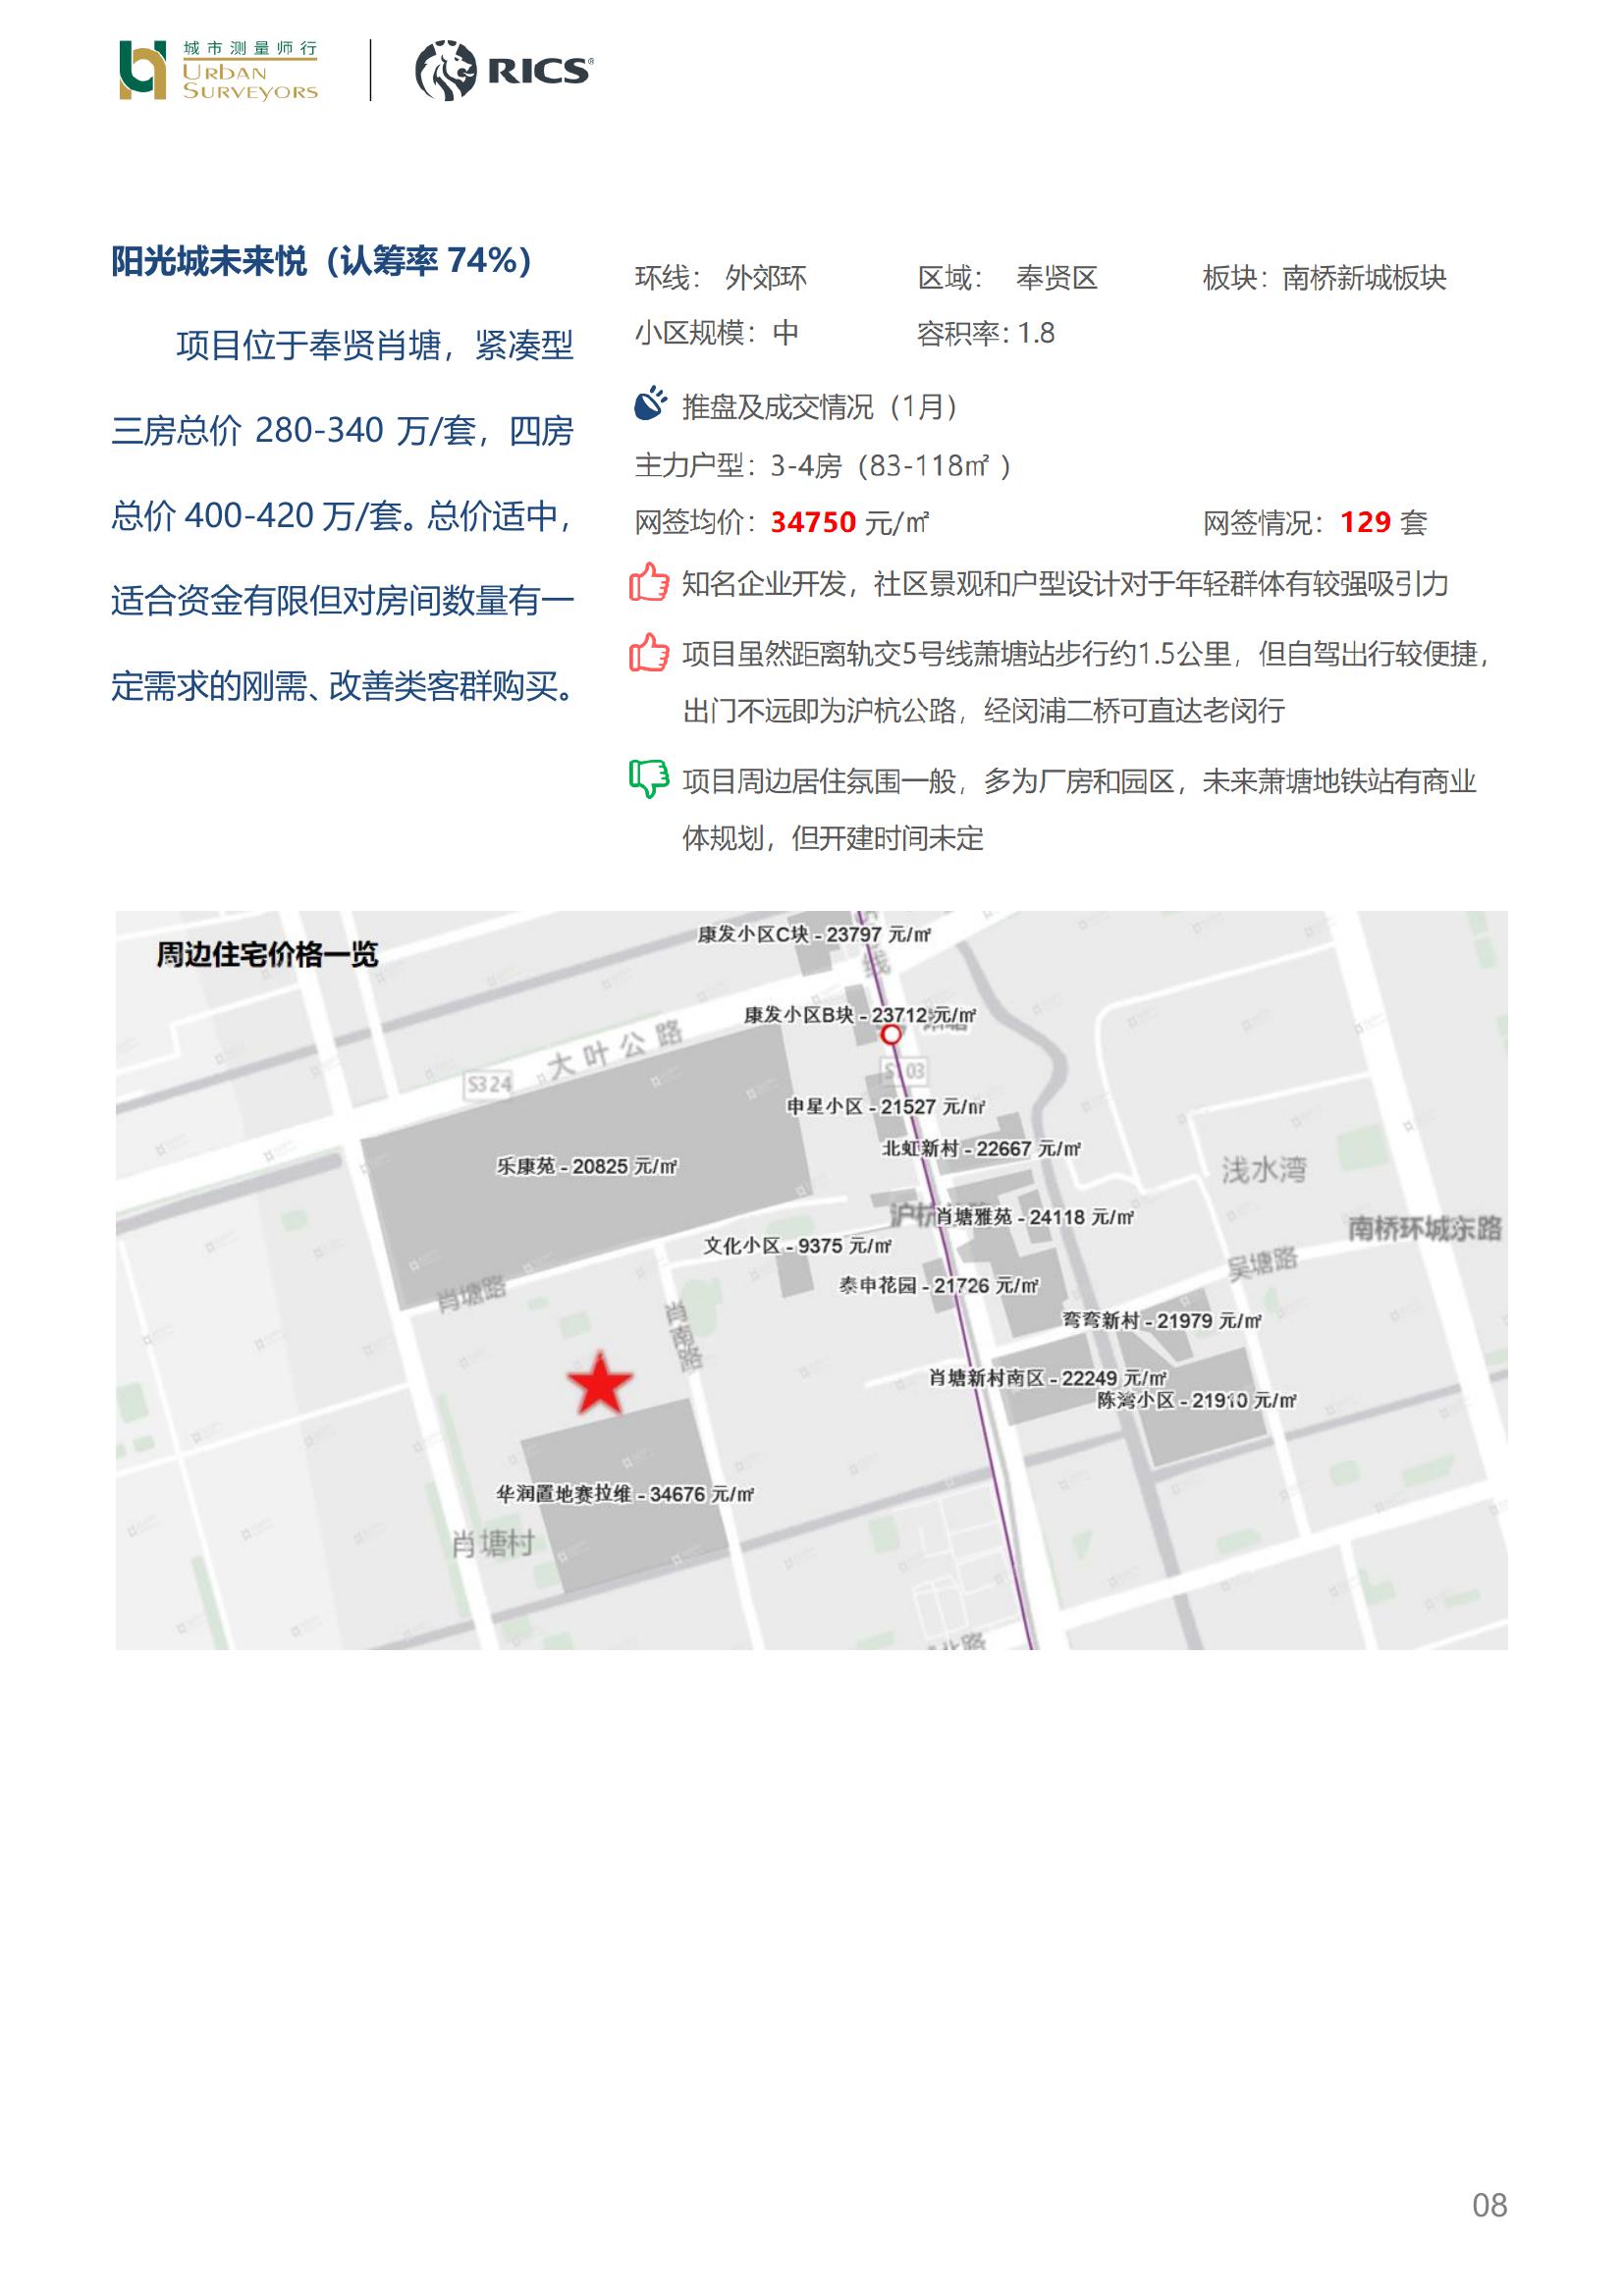 城市测量师行
URBAN
SURVEYORS
RICS
阳光城未来悦（认筹率 74%）
项目位于奉贤肖塘，紧凑型
三房总价 280-340 万/套，四房
总价 400-420 万/套。总价适中，
适合资金有限但对房间数量有一
定需求的刚需、改善类客群购买。
环线： 外郊环 区域： 奉贤区 板块：南桥新城板块
小区规模：中 容积率：1.8
推盘及成交情况（1月）
主力户型：3-4房（83-118㎡ ）
网签均价：34750 元/㎡ 网签情况：129 套
知名企业开发，社区景观和户型设计对于年轻群体有较强吸引力
项目虽然距离轨交5号线萧塘站步行约1.5公里，但自驾出行较便捷，
出门不远即为沪杭公路，经闵浦二桥可直达老闵行
项目周边居住氛围一般，多为厂房和园区，未来萧塘地铁站有商业
体规划，但开建时间未定
周边住宅价格一览
康发小区C块 - 23797 元/㎡
康发小区B块 - 23712 元/㎡
大叶公路
S324
申星小区 - 21527 元/㎡
北虹新村 - 22667 元/㎡
乐康苑 - 20825 元/㎡
浅水湾
肖塘雅苑 - 24118 元/㎡
南桥环城东路
文化小区 - 9375 元/㎡
吴塘路
泰申花园 - 21726 元/㎡
肖塘路
弯弯新村 - 21979 元/㎡
肖南路
肖塘新村南区 - 22249 元/㎡
陈湾小区 - 21910 元/㎡
华润置地赛拉维 - 34676 元/㎡
肖塘村
08